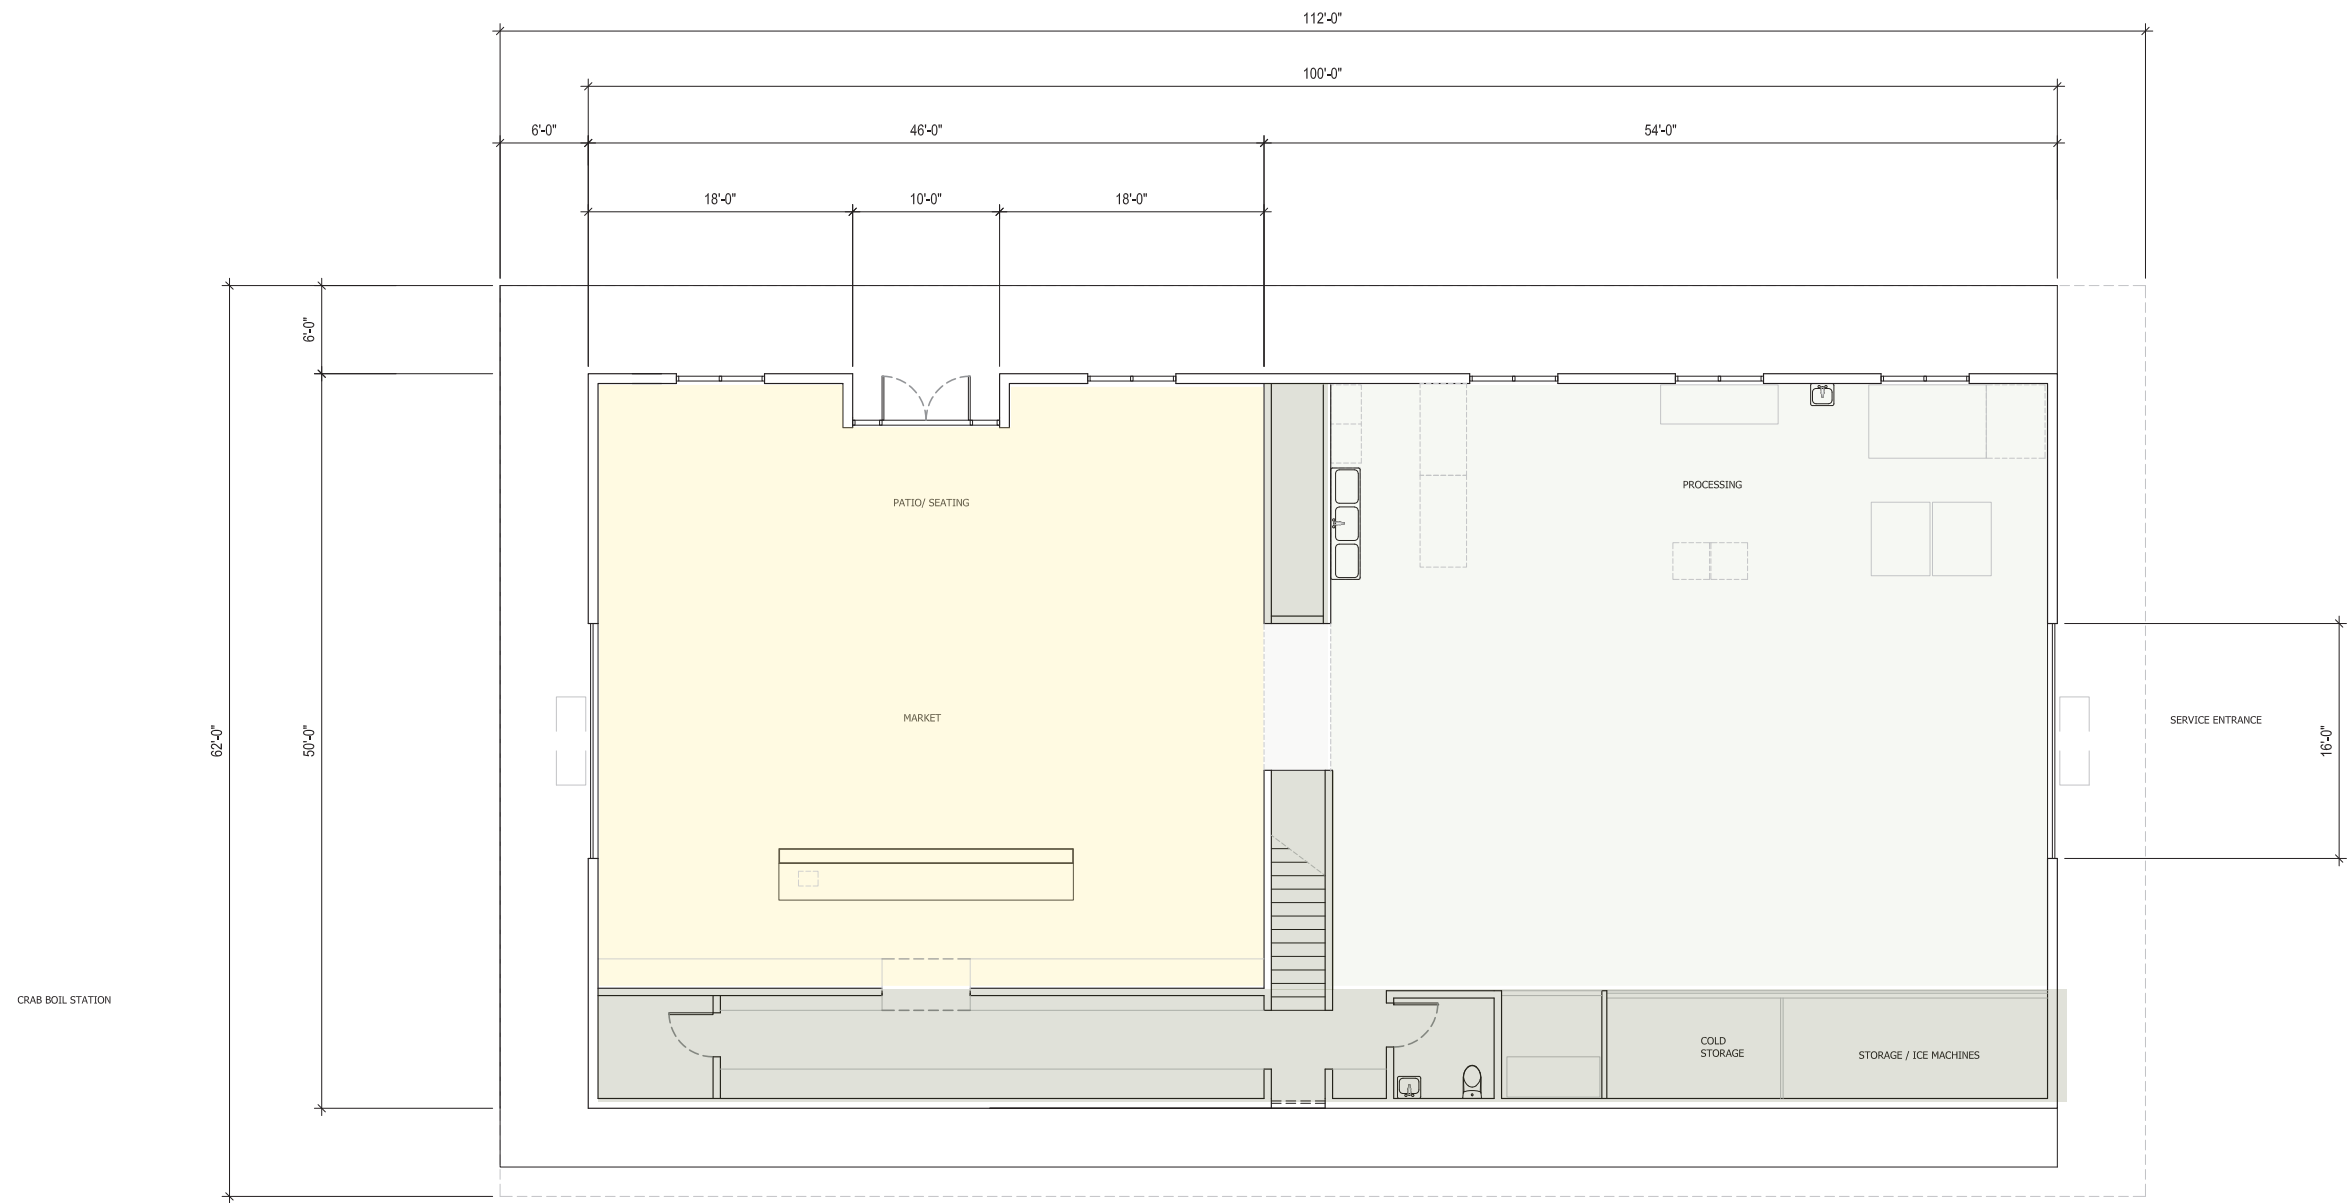 112'-0"
100'-0"
6'-0"
46'-0"
54'-0"
18'-0"
10'-0"
18'-0"
6'-0"
62'-0"
50'-0"
PATIO/ SEATING
PROCESSING
MARKET
SERVICE ENTRANCE
16'-0"
CRAB BOIL STATION
COLD
STORAGE
STORAGE / ICE MACHINES